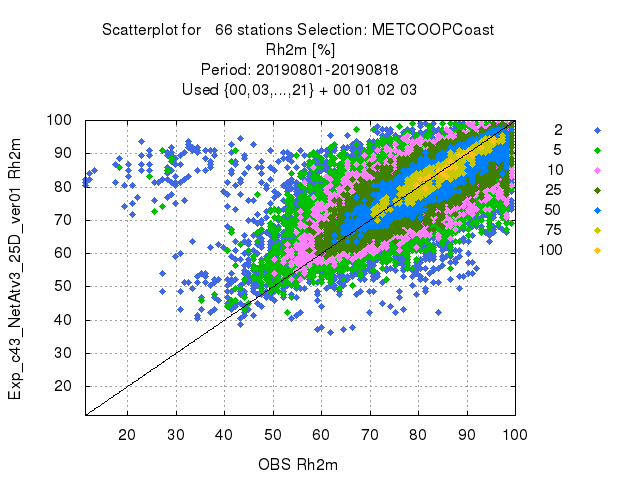 Scatterplot for 66 stations Selection: METCOOPCoast
Rh2m [%]
Period: 20190801-20190818
Used {00,03,...,21} + 00 01 02 03
Exp_c43_NetAtv3_25D_ver01 Rh2m
100
90
80
70
60
50
40
30
20
20 30 40 50 60 70 80 90 100
OBS Rh2m
2
5
10
25
50
75
100